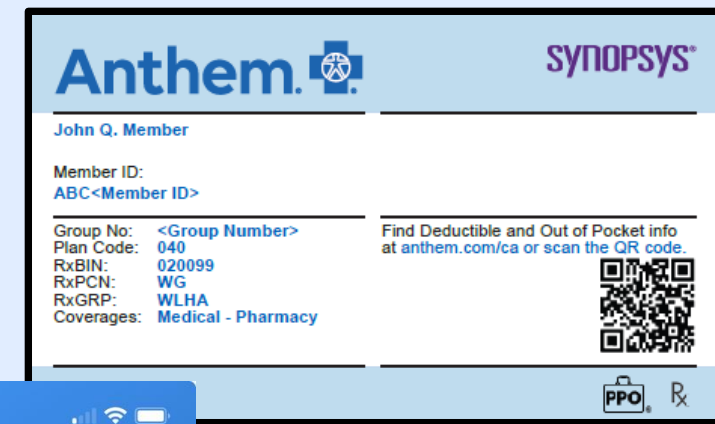 Anthem.
SYNOPSYS®
John Q. Member
Member ID:
ABC<Member ID>
Group No: <Group Number>
Plan Code: 040
RxBIN: 020099
RxPCN: WG
RxGRP: WLHA
Coverages: Medical - Pharmacy
Find Deductible and Out of Pocket info
at anthem.com/ca or scan the QR code.
PPO® Rx